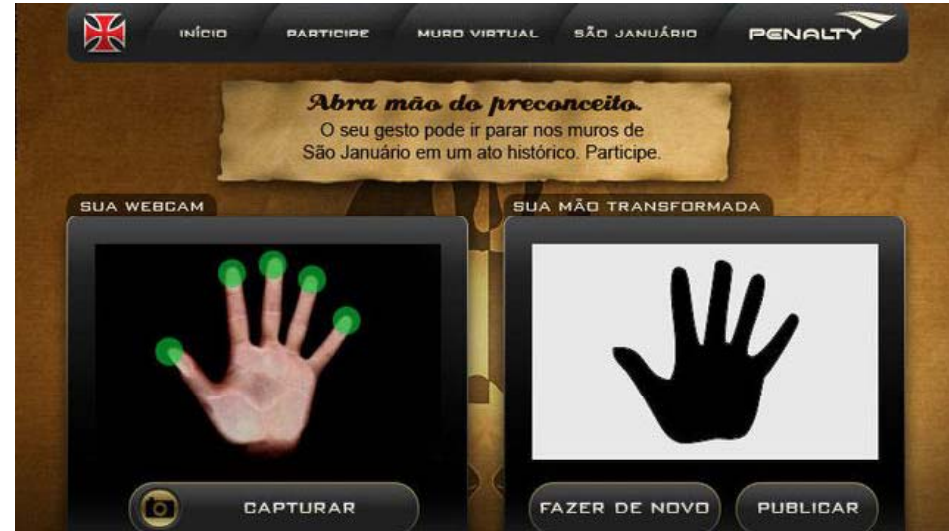 INÍCIO PARTICIPE MURO VIRTUAL SÃO JANUÁRIO PENALTY
Abra mão do preconceito.
O seu gesto pode ir parar nos muros de
São Januário em um ato histórico. Participe.
SUA WEBCAM
SUA MÃO TRANSFORMADA
CAPTURAR
FAZER DE NOVO
PUBLICAR